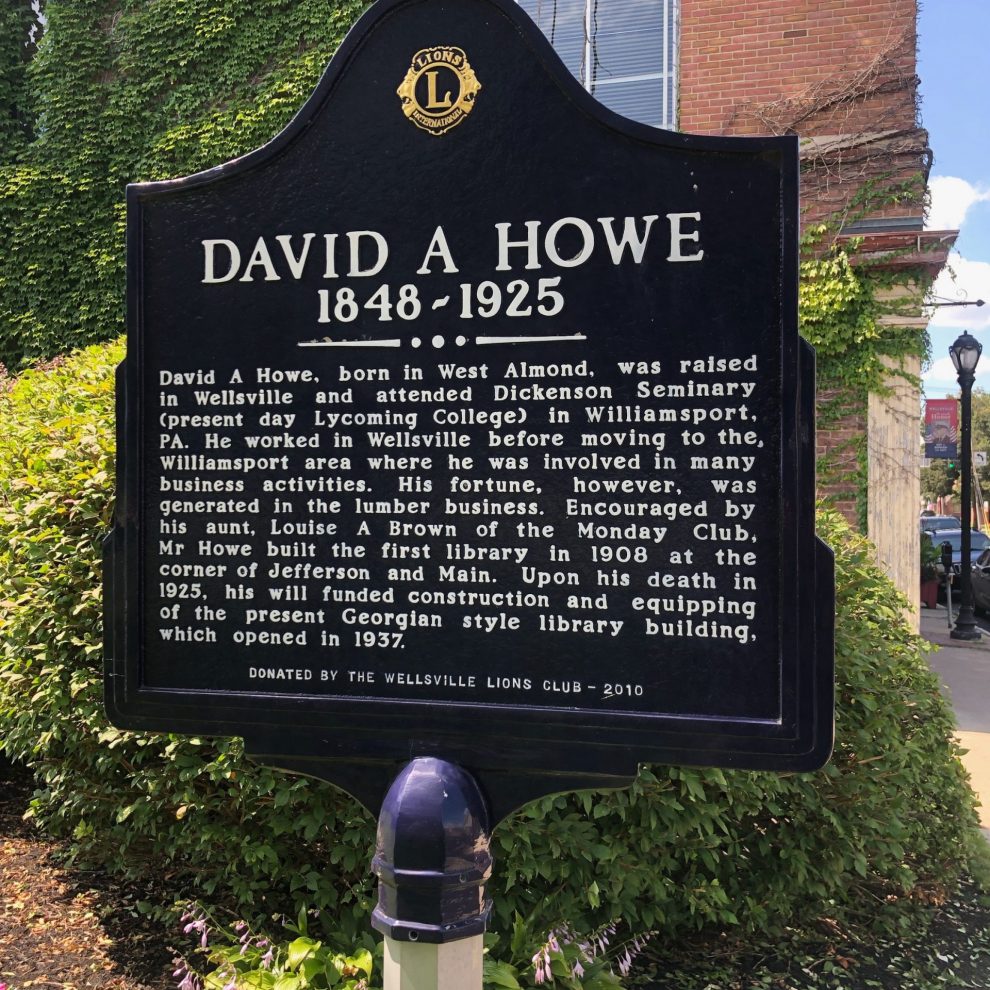 LIONS
L
INTERNATIONAL
DAVID A HOWE
1848~1925
David A Howe, born in West Almond, was raised
in Wellsville and attended Dickenson Seminary
(present day Lycoming College) in Williamsport,
PA. He worked in Wellsville before moving to the
Williamsport area where he was involved in many
business activities. His fortune, however, was
generated in the lumber business. Encouraged by
his aunt, Louise A Brown of the Monday Club,
Mr Howe built the first library in 1908 at the
corner of Jefferson and Main. Upon his death in
1925, his will funded construction and equipping
of the present Georgian style library building,
which opened in 1937.
DONATED BY THE WELLSVILLE LIONS CLUB - 2010
WELLSVILLE